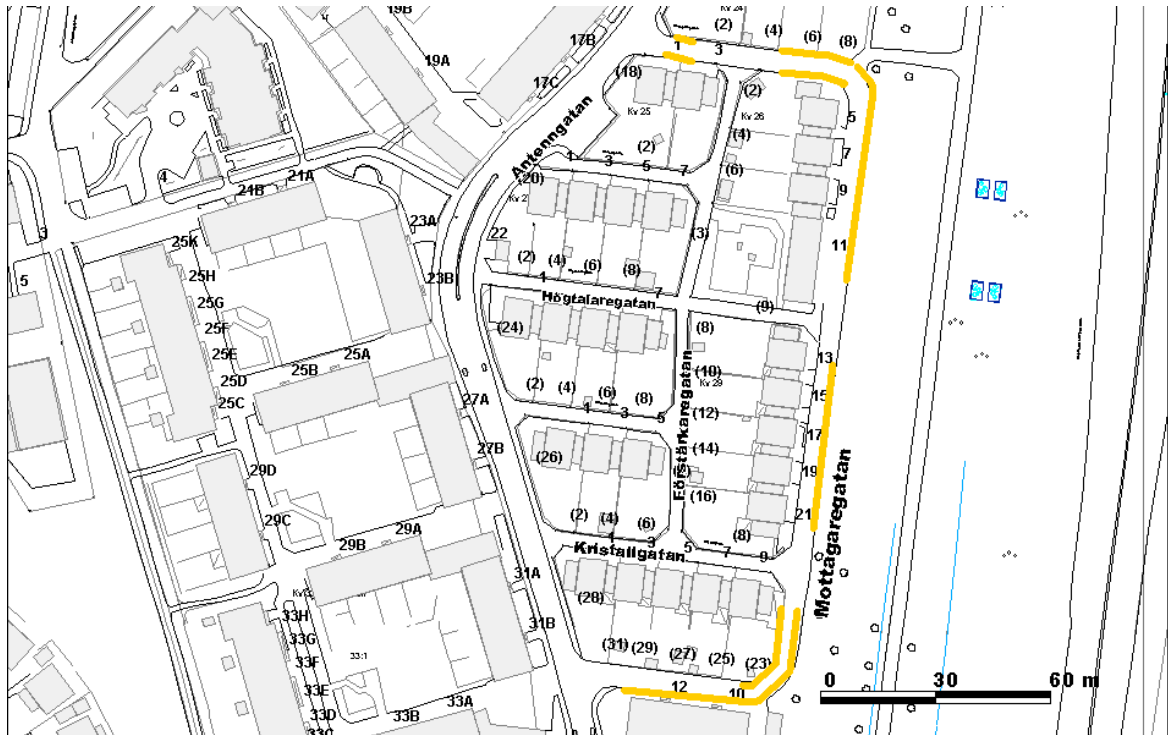 19B
(2)
Kv 24
(4)
(6)
(8)
17B
1
3
19A
17C
(18)
(2)
5
Kv 25
Kv 26
(4)
7
Antenngatan
(2)
(6)
1
3
5
7
4
21B
21A
(20)
9
Kv 2
3
23A
22
(3)
11
25K
(2)
(4)
(6)
(8)
5
25H
23B
1
7
Högtalaregatan
(9)
25G
(24)
(8)
25F
13
25E
25A
(10)
25D
25B
(2)
(4)
(6)
(8)
Kv 29
15
25C
27A
1
3
5
(12)
17
27B
(26)
(14)
Förstärkaregatan
29D
19
(16)
29C
(2)
(4)
(6)
21
29A
(8)
29B
1
3
5
7
9
Kristallgatan
Mottagaregatan
31A
(28)
33H
31B
33G
(31)
(29)
(27)
(25)
(23)
33F
33:1
33E
12
10
0
30
60 m
33D
33B
33A
33C